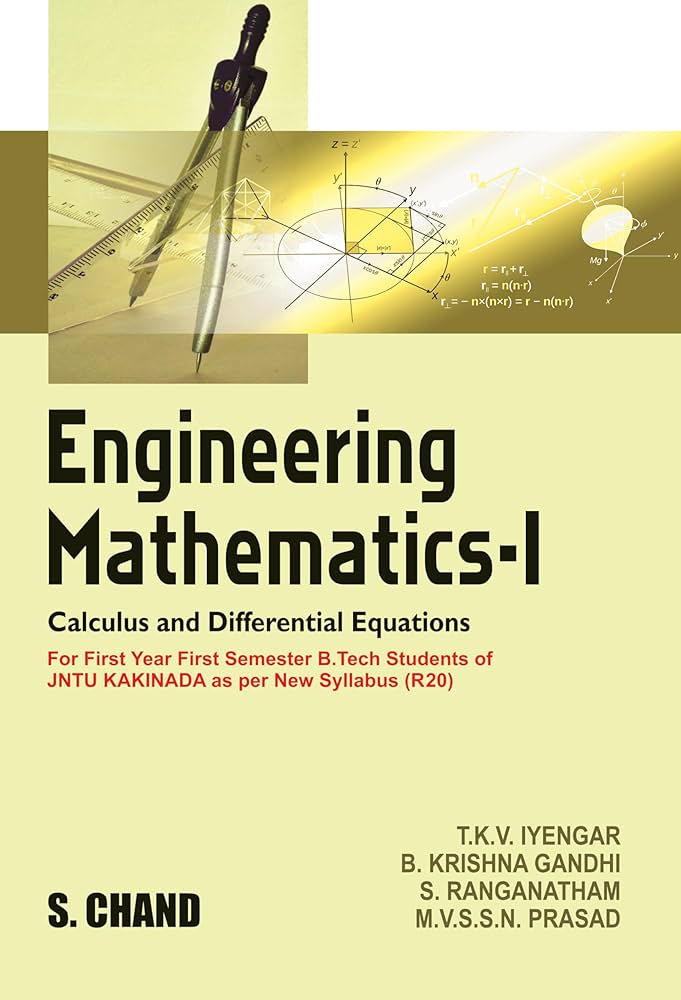 z = z'
y'
θ
y
(x',y')
(x,y)
x'
θ
x
n
r
r⊥
r∥
ϕ
Mg
y'
y
x
x'
r = r∥ + r⊥
r∥ = n(n·r)
r⊥= – n×(n×r) = r – n(n·r)
Engineering
Mathematics-I
Calculus and Differential Equations
For First Year First Semester B.Tech Students of
JNTU KAKINADA as per New Syllabus (R20)
T.K.V. IYENGAR
B. KRISHNA GANDHI
S. RANGANATHAM
M.V.S.S.N. PRASAD
S. CHAND